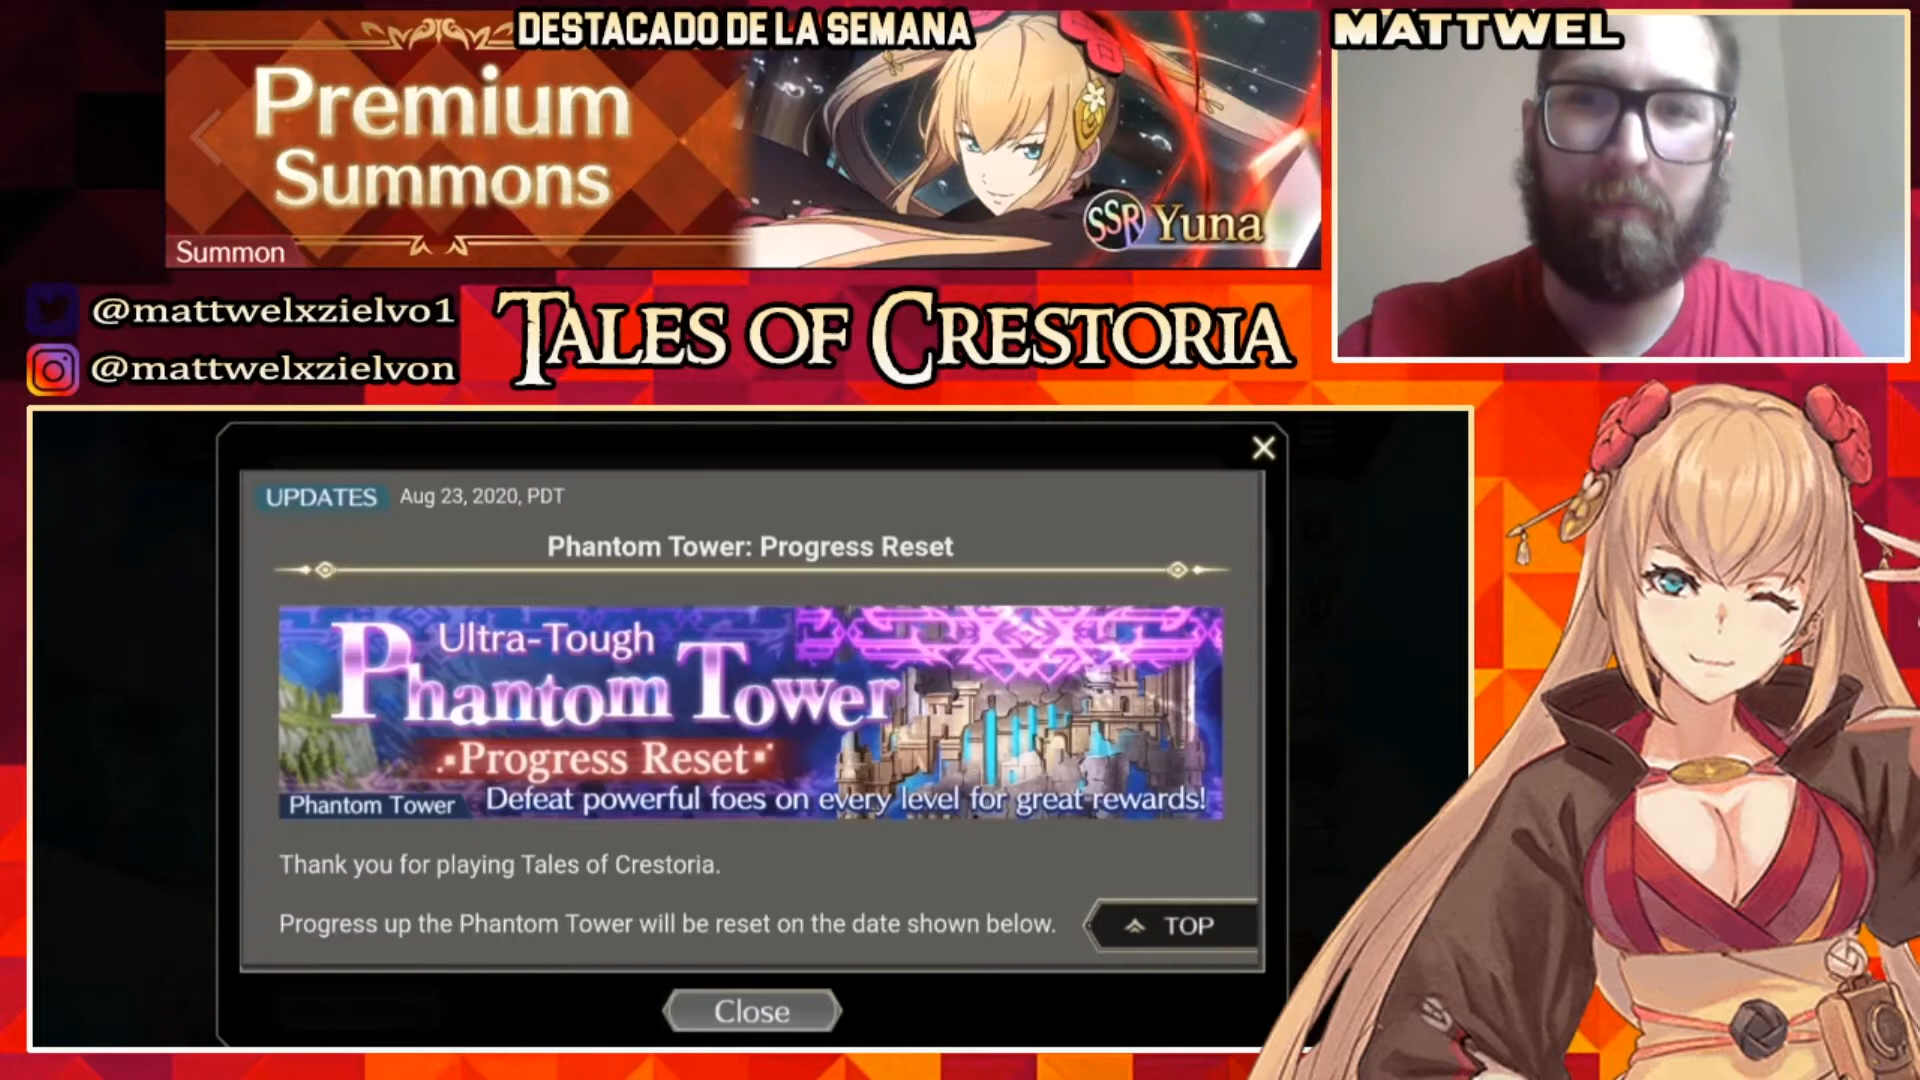 DESTACADO DE LA SEMANA
MATTWEL
Premium
Summons
SSR Yuna
Summon
@mattwelxzielvo1
@mattwelxzielvon
TALES OF CRESTORIA
UPDATES Aug 23, 2020, PDT
Phantom Tower: Progress Reset
Ultra-Tough
Phantom Tower
Progress Reset
Phantom Tower
Defeat powerful foes on every level for great rewards!
Thank you for playing Tales of Crestoria.
Progress up the Phantom Tower will be reset on the date shown below.
TOP
Close